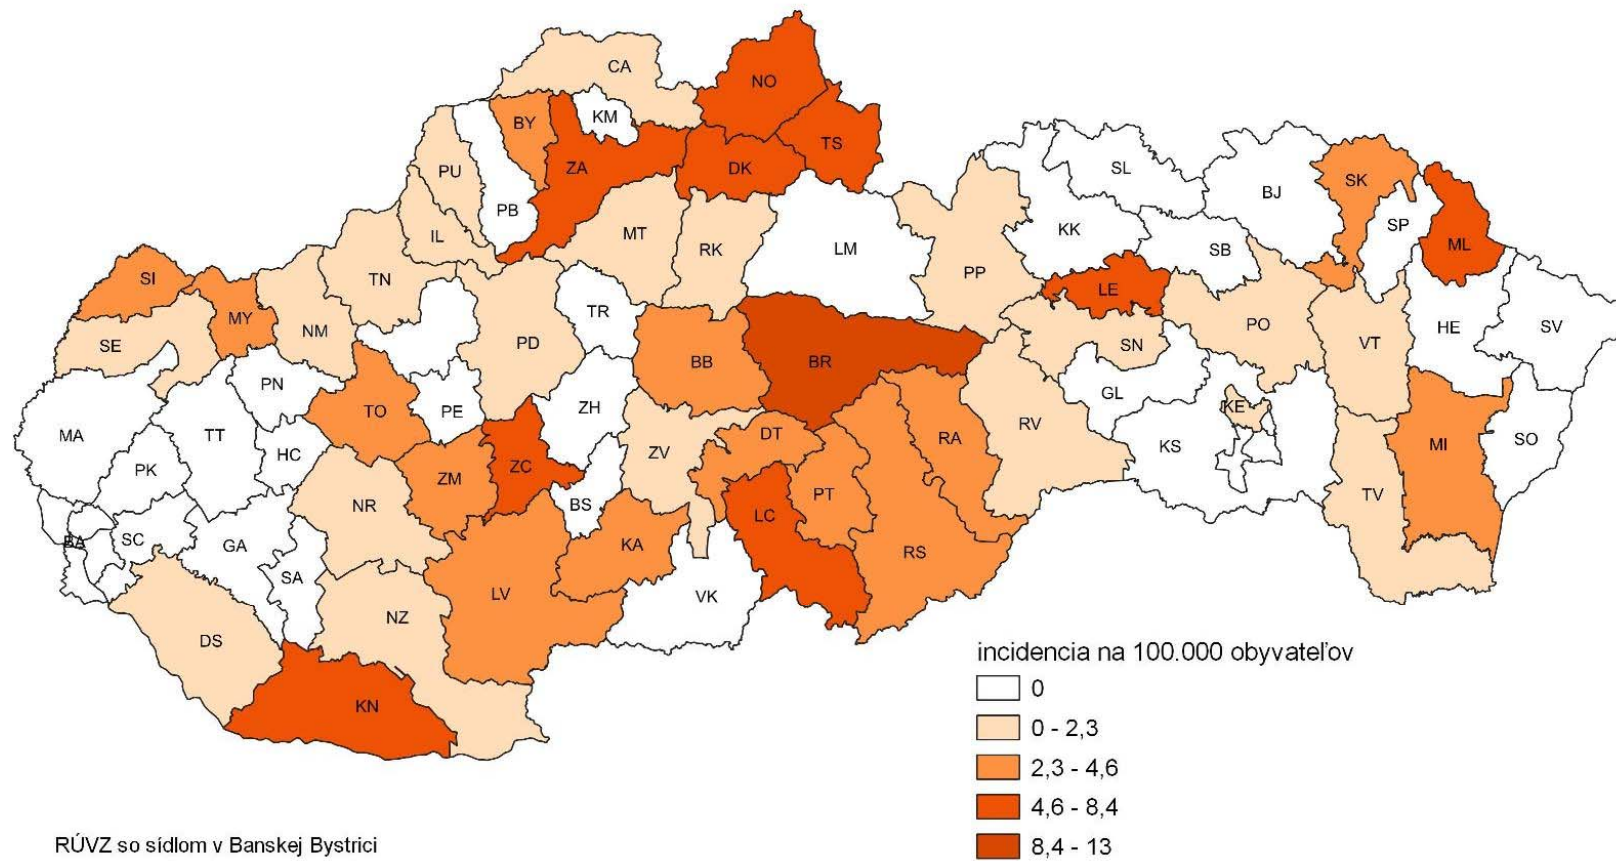 CA
NO
KM
BY
TS
ZA
DK
PU
SL
BJ
SK
PB
SP
KK
IL
MT
RK
LM
SB
ML
PP
TN
SI
LE
MY
TR
PO
HE
SV
NM
SE
PD
SN
VT
BB
BR
PN
GL
TO
PE
ZH
KE
MA
TT
DT
RA
RV
KS
SO
HC
ZV
MI
PK
ZC
ZM
PT
TV
NR
BS
LC
BA
SC
GA
KA
RS
SA
LV
VK
NZ
DS
KN
incidencia na 100.000 obyvateľov
0
0 - 2,3
2,3 - 4,6
4,6 - 8,4
8,4 - 13
RÚVZ so sídlom v Banskej Bystrici